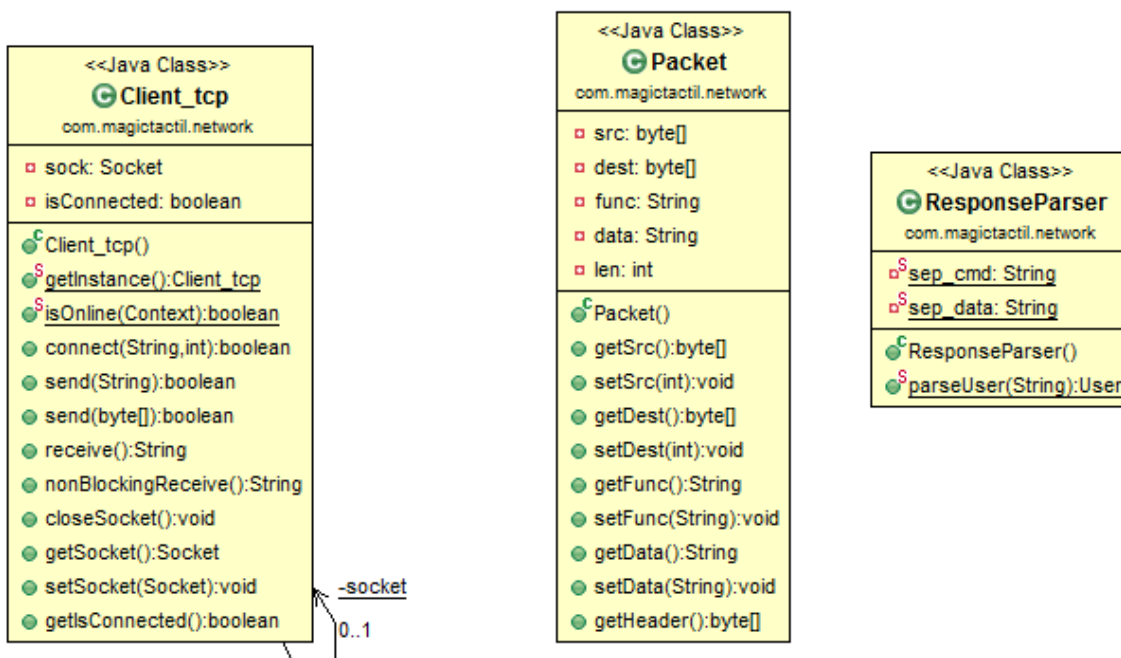 <<Java Class>>
Client_tcp
com.magictactil.network
sock: Socket
isConnected: boolean
Client_tcp()
getInstance():Client_tcp
isOnline(Context):boolean
connect(String,int):boolean
send(String):boolean
send(byte[]):boolean
receive():String
nonBlockingReceive():String
closeSocket():void
getSocket():Socket
setSocket(Socket):void
getIsConnected():boolean
-socket
0..1
<<Java Class>>
Packet
com.magictactil.network
src: byte[]
dest: byte[]
func: String
data: String
len: int
Packet()
getSrc():byte[]
setSrc(int):void
getDest():byte[]
setDest(int):void
getFunc():String
setFunc(String):void
getData():String
setData(String):void
getHeader():byte[]
<<Java Class>>
ResponseParser
com.magictactil.network
sep_cmd: String
sep_data: String
ResponseParser()
parseUser(String):User